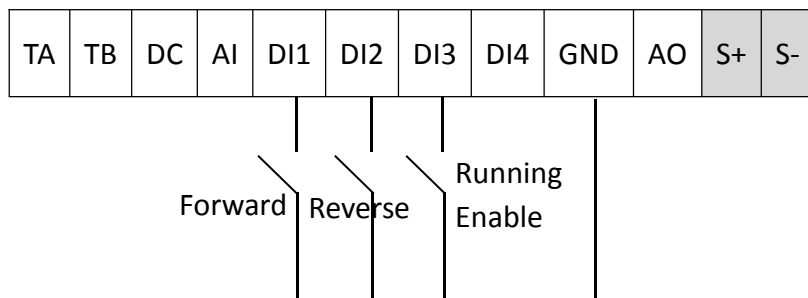 TA TB DC AI DI1 DI2 DI3 DI4 GND AO S+ S-
Forward
Reverse
Running
Enable